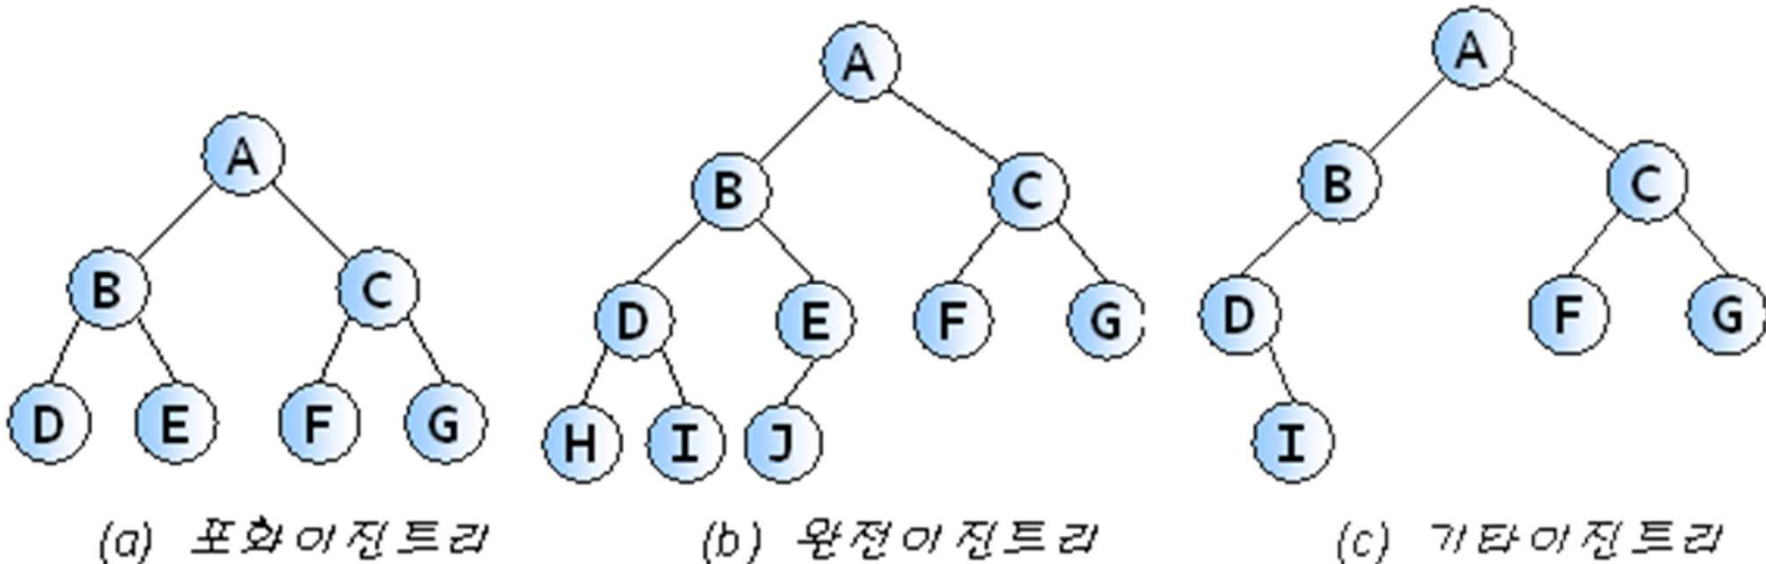 A
B C
D E F G
(a) 포화이진트리
A
B C
D E F G
H I J
(b) 완전이진트리
A
B C
D F G
I
(c) 기타이진트리